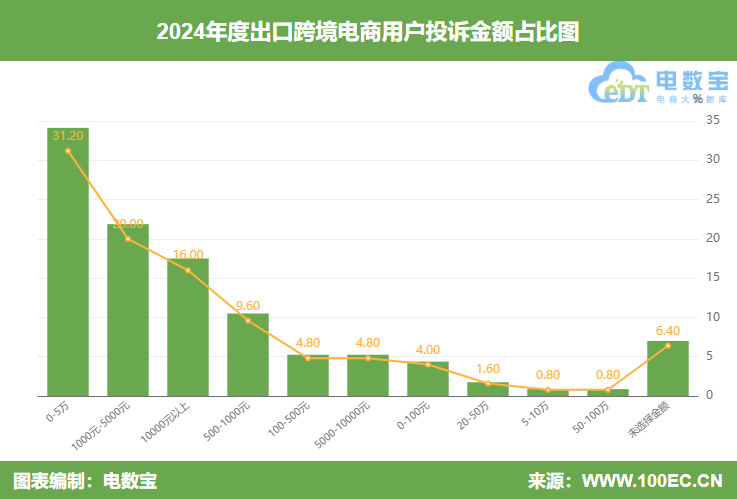 2024年度出口跨境电商用户投诉金额占比图
eDT 电数宝
电商大数据库
%
35
30
25
20
15
10
5
0
31.20
20.00
16.00
9.60
4.80
4.80
4.00
1.60
0.80
0.80
6.40
0-5万
1000元-5000元
10000元以上
500-1000元
100-500元
5000-10000元
0-100元
20-50万
5-10万
50-100万
未选择金额
图表编制：电数宝
来源：WWW.100EC.CN